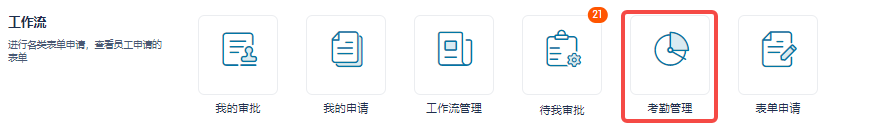 工作流
进行各类表单申请，查看员工申请的
表单
21
我的审批
我的申请
工作流管理
待我审批
考勤管理
表单申请